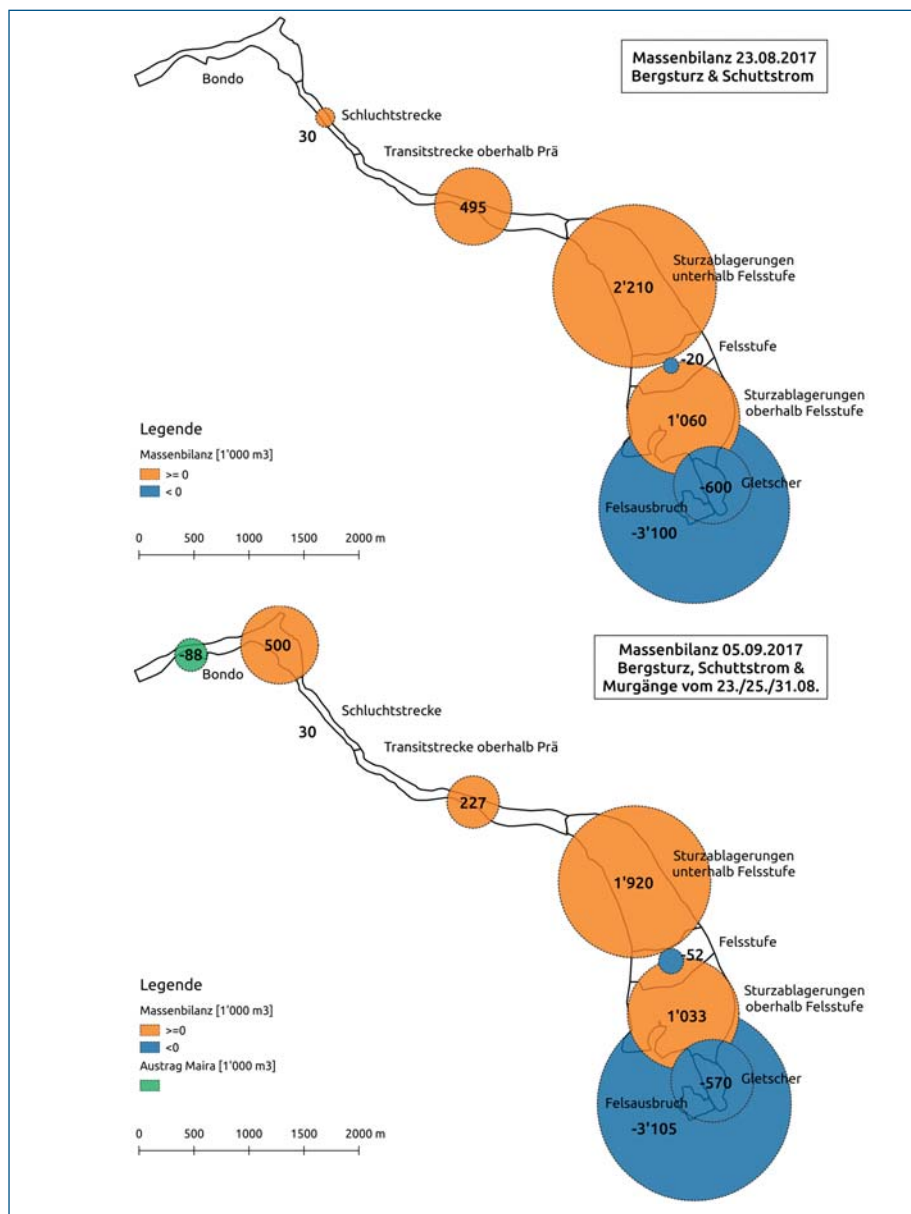 Massenbilanz 23.08.2017
Bergsturz & Schuttstrom
Bondo
Schluchtstrecke
30
Transitstrecke oberhalb Prä
495
Sturzablagerungen
unterhalb Felsstufe
2'210
Felsstufe
-20
Sturzablagerungen
oberhalb Felsstufe
1'060
Gletscher
-600
Felsausbruch
-3'100
Legende
Massenbilanz [1'000 m3]
>= 0
< 0
0 500 1000 1500 2000 m
Massenbilanz 05.09.2017
Bergsturz, Schuttstrom &
Murgänge vom 23./25./31.08.
-88
500
Bondo
Schluchtstrecke
30
Transitstrecke oberhalb Prä
227
Sturzablagerungen
unterhalb Felsstufe
1'920
Felsstufe
-52
Sturzablagerungen
oberhalb Felsstufe
1'033
Gletscher
-570
Felsausbruch
-3'105
Legende
Massenbilanz [1'000 m3]
>=0
<0
Austrag Maira [1'000 m3]
0 500 1000 1500 2000 m